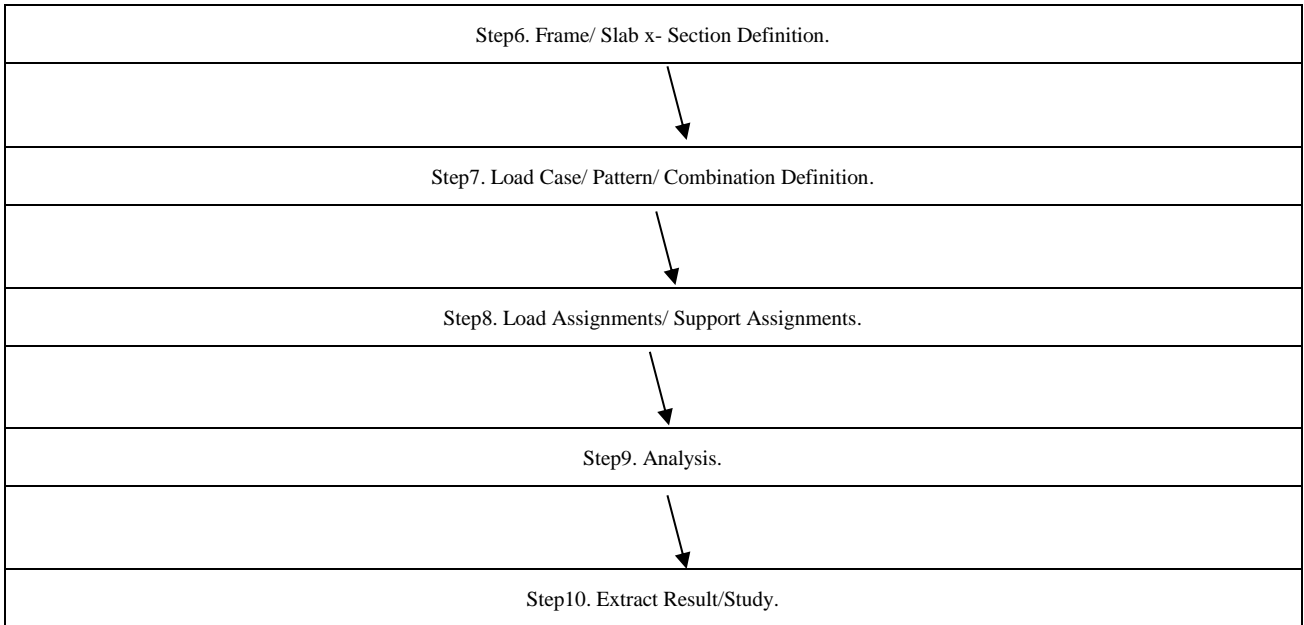 Step6. Frame/ Slab x- Section Definition.
Step7. Load Case/ Pattern/ Combination Definition.
Step8. Load Assignments/ Support Assignments.
Step9. Analysis.
Step10. Extract Result/Study.